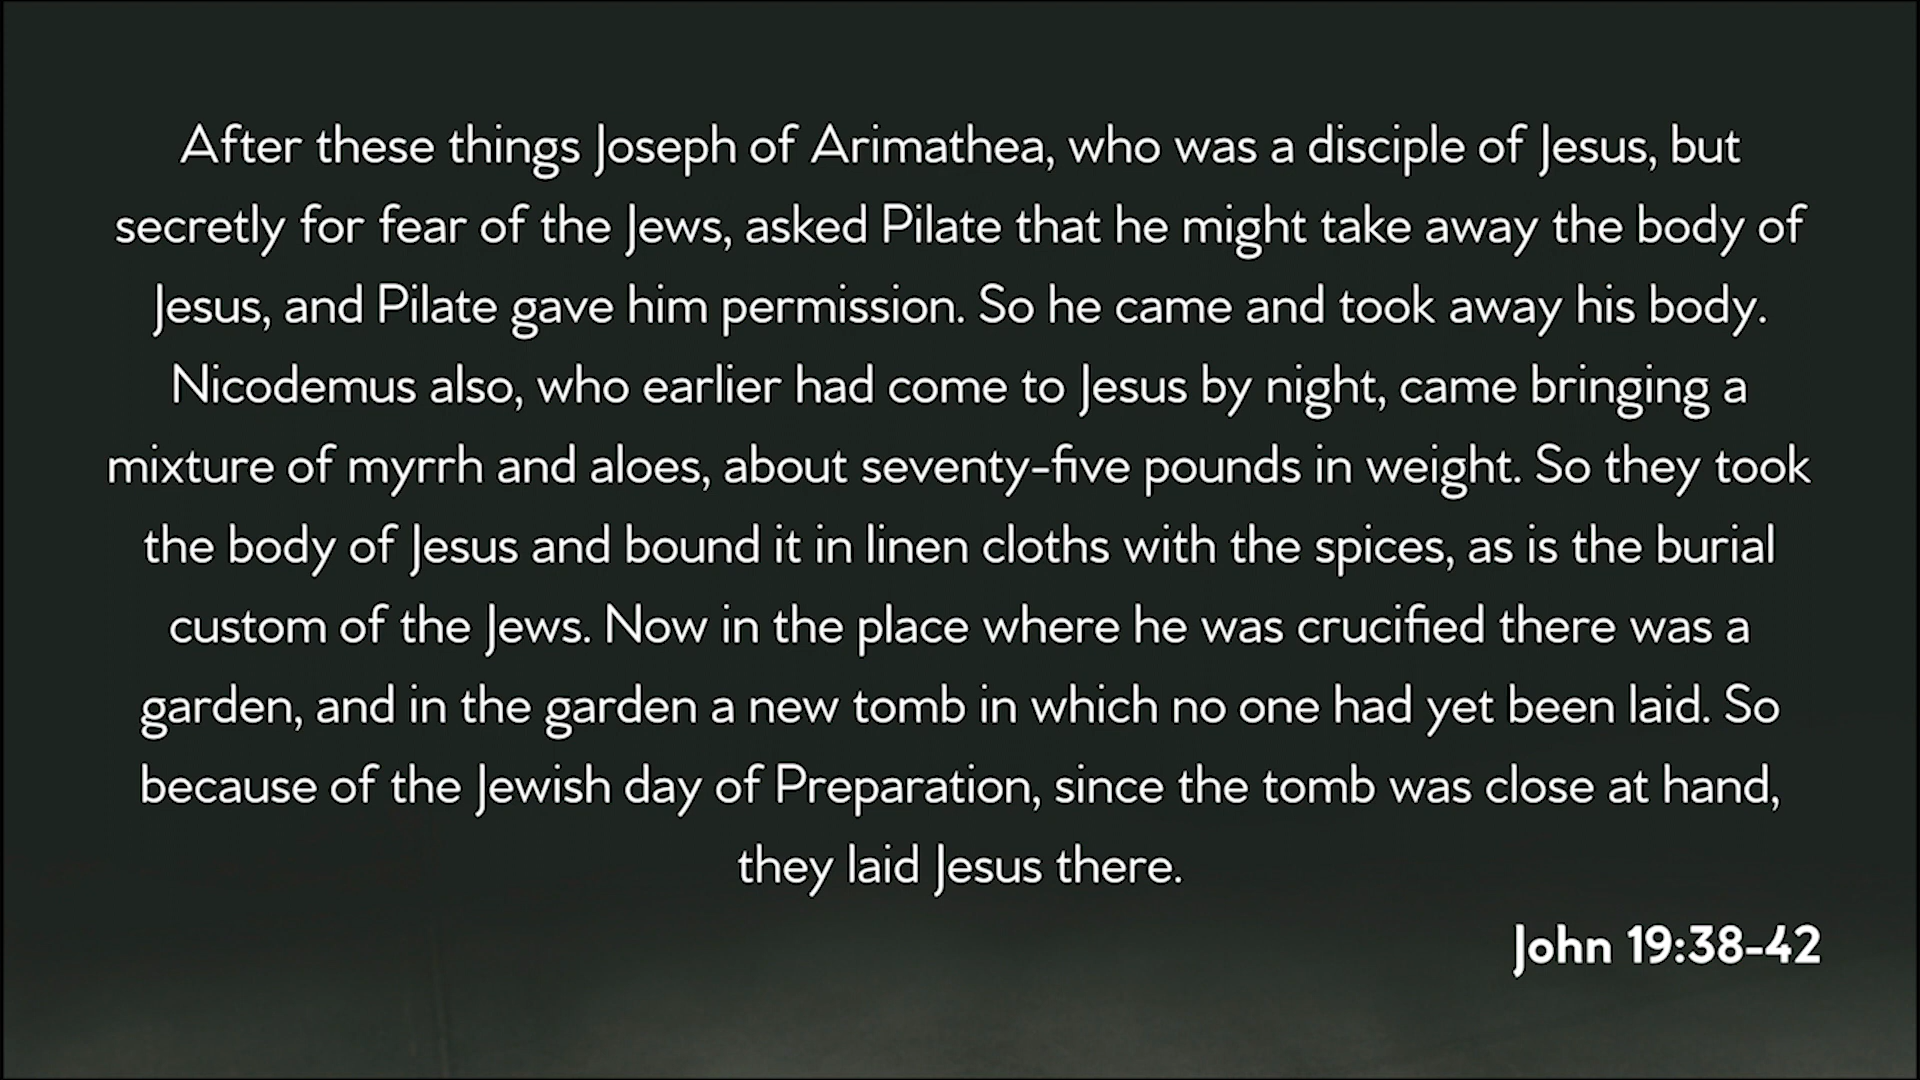 After these things Joseph of Arimathea, who was a disciple of Jesus, but
secretly for fear of the Jews, asked Pilate that he might take away the body of
Jesus, and Pilate gave him permission. So he came and took away his body.
Nicodemus also, who earlier had come to Jesus by night, came bringing a
mixture of myrrh and aloes, about seventy-five pounds in weight. So they took
the body of Jesus and bound it in linen cloths with the spices, as is the burial
custom of the Jews. Now in the place where he was crucified there was a
garden, and in the garden a new tomb in which no one had yet been laid. So
because of the Jewish day of Preparation, since the tomb was close at hand,
they laid Jesus there.
John 19:38-42